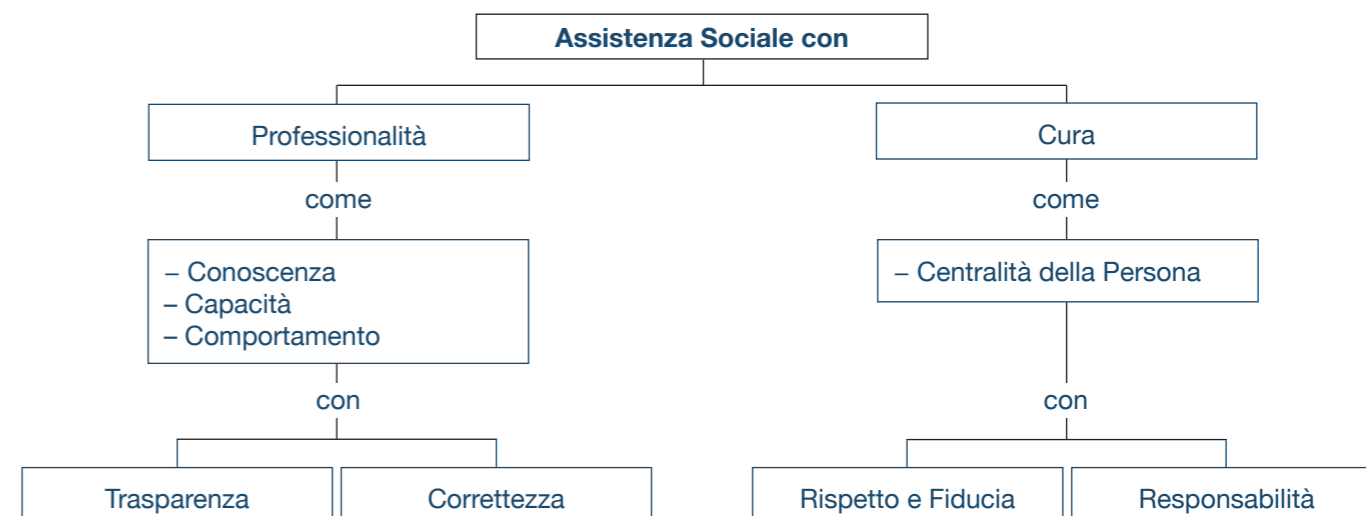 Assistenza Sociale con
Professionalità
Cura
come
come
– Conoscenza
– Capacità
– Comportamento
– Centralità della Persona
con
con
Trasparenza
Correttezza
Rispetto e Fiducia
Responsabilità